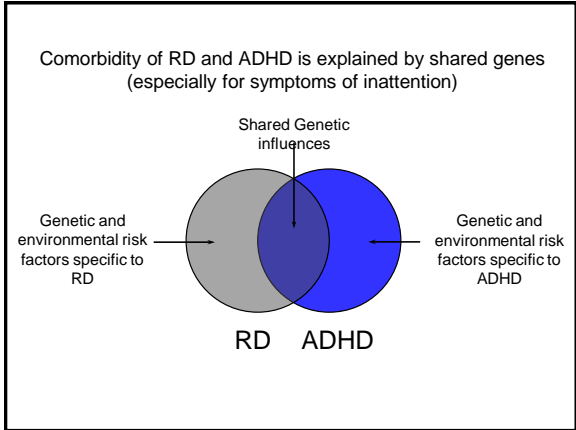 Comorbidity of RD and ADHD is explained by shared genes
(especially for symptoms of inattention)
Shared Genetic
influences
Genetic and
environmental risk
factors specific to
RD
Genetic and
environmental risk
factors specific to
ADHD
RD ADHD